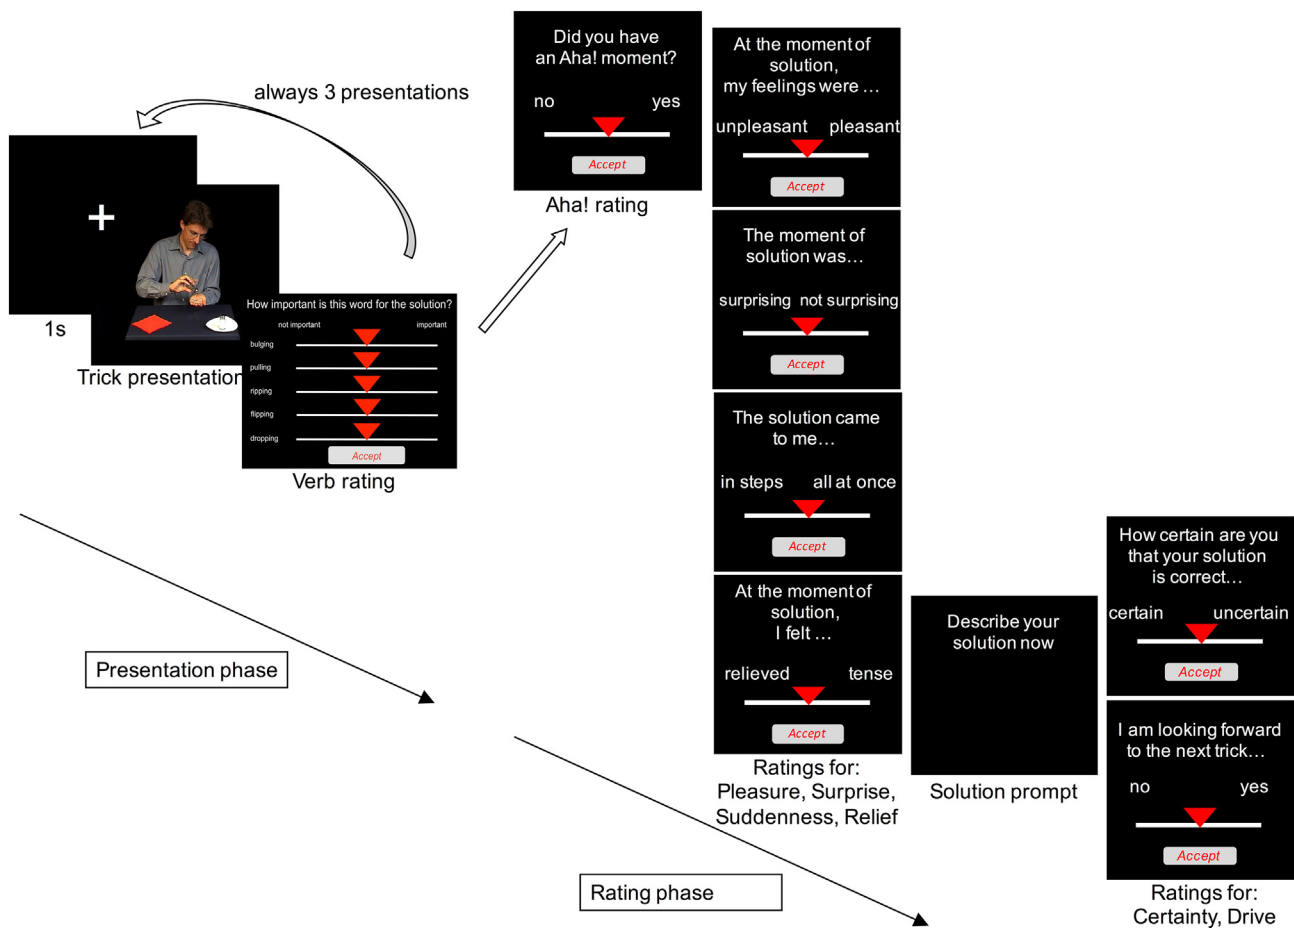 always 3 presentations
+
1s
Trick presentation
How important is this word for the solution?
not important
important
bulging
pulling
ripping
flipping
dropping
Accept
Verb rating
Presentation phase
Did you have
an Aha! moment?
no
yes
Accept
Aha! rating
At the moment of
solution,
my feelings were …
unpleasant
pleasant
Accept
The moment of
solution was…
surprising
not surprising
Accept
The solution came
to me…
in steps
all at once
Accept
At the moment of
solution,
I felt …
relieved
tense
Accept
Ratings for:
Pleasure, Surprise,
Suddenness, Relief
Describe your
solution now
Solution prompt
How certain are you
that your solution
is correct…
certain
uncertain
Accept
I am looking forward
to the next trick…
no
yes
Accept
Ratings for:
Certainty, Drive
Rating phase